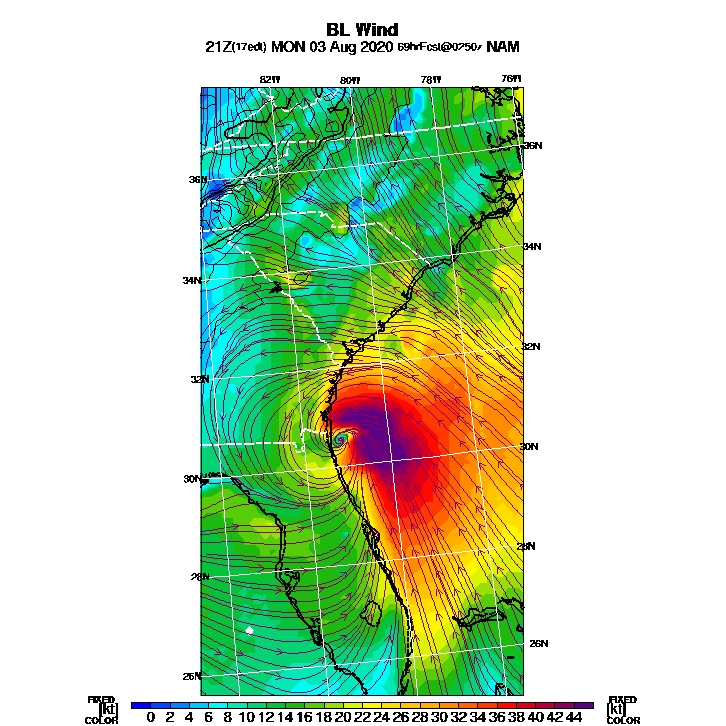 BL Wind
21Z(17edt) MON 03 Aug 2020 69hrFcst@0250z NAM
82W 80W 78W 76W
36N
36N
34N
34N
32N
32N
30N
30N
28N
28N
26N
26N
FIXED [kt] COLOR 0 2 4 6 8 10 12 14 16 18 20 22 24 26 28 30 32 34 36 38 40 42 44 FIXED [kt] COLOR